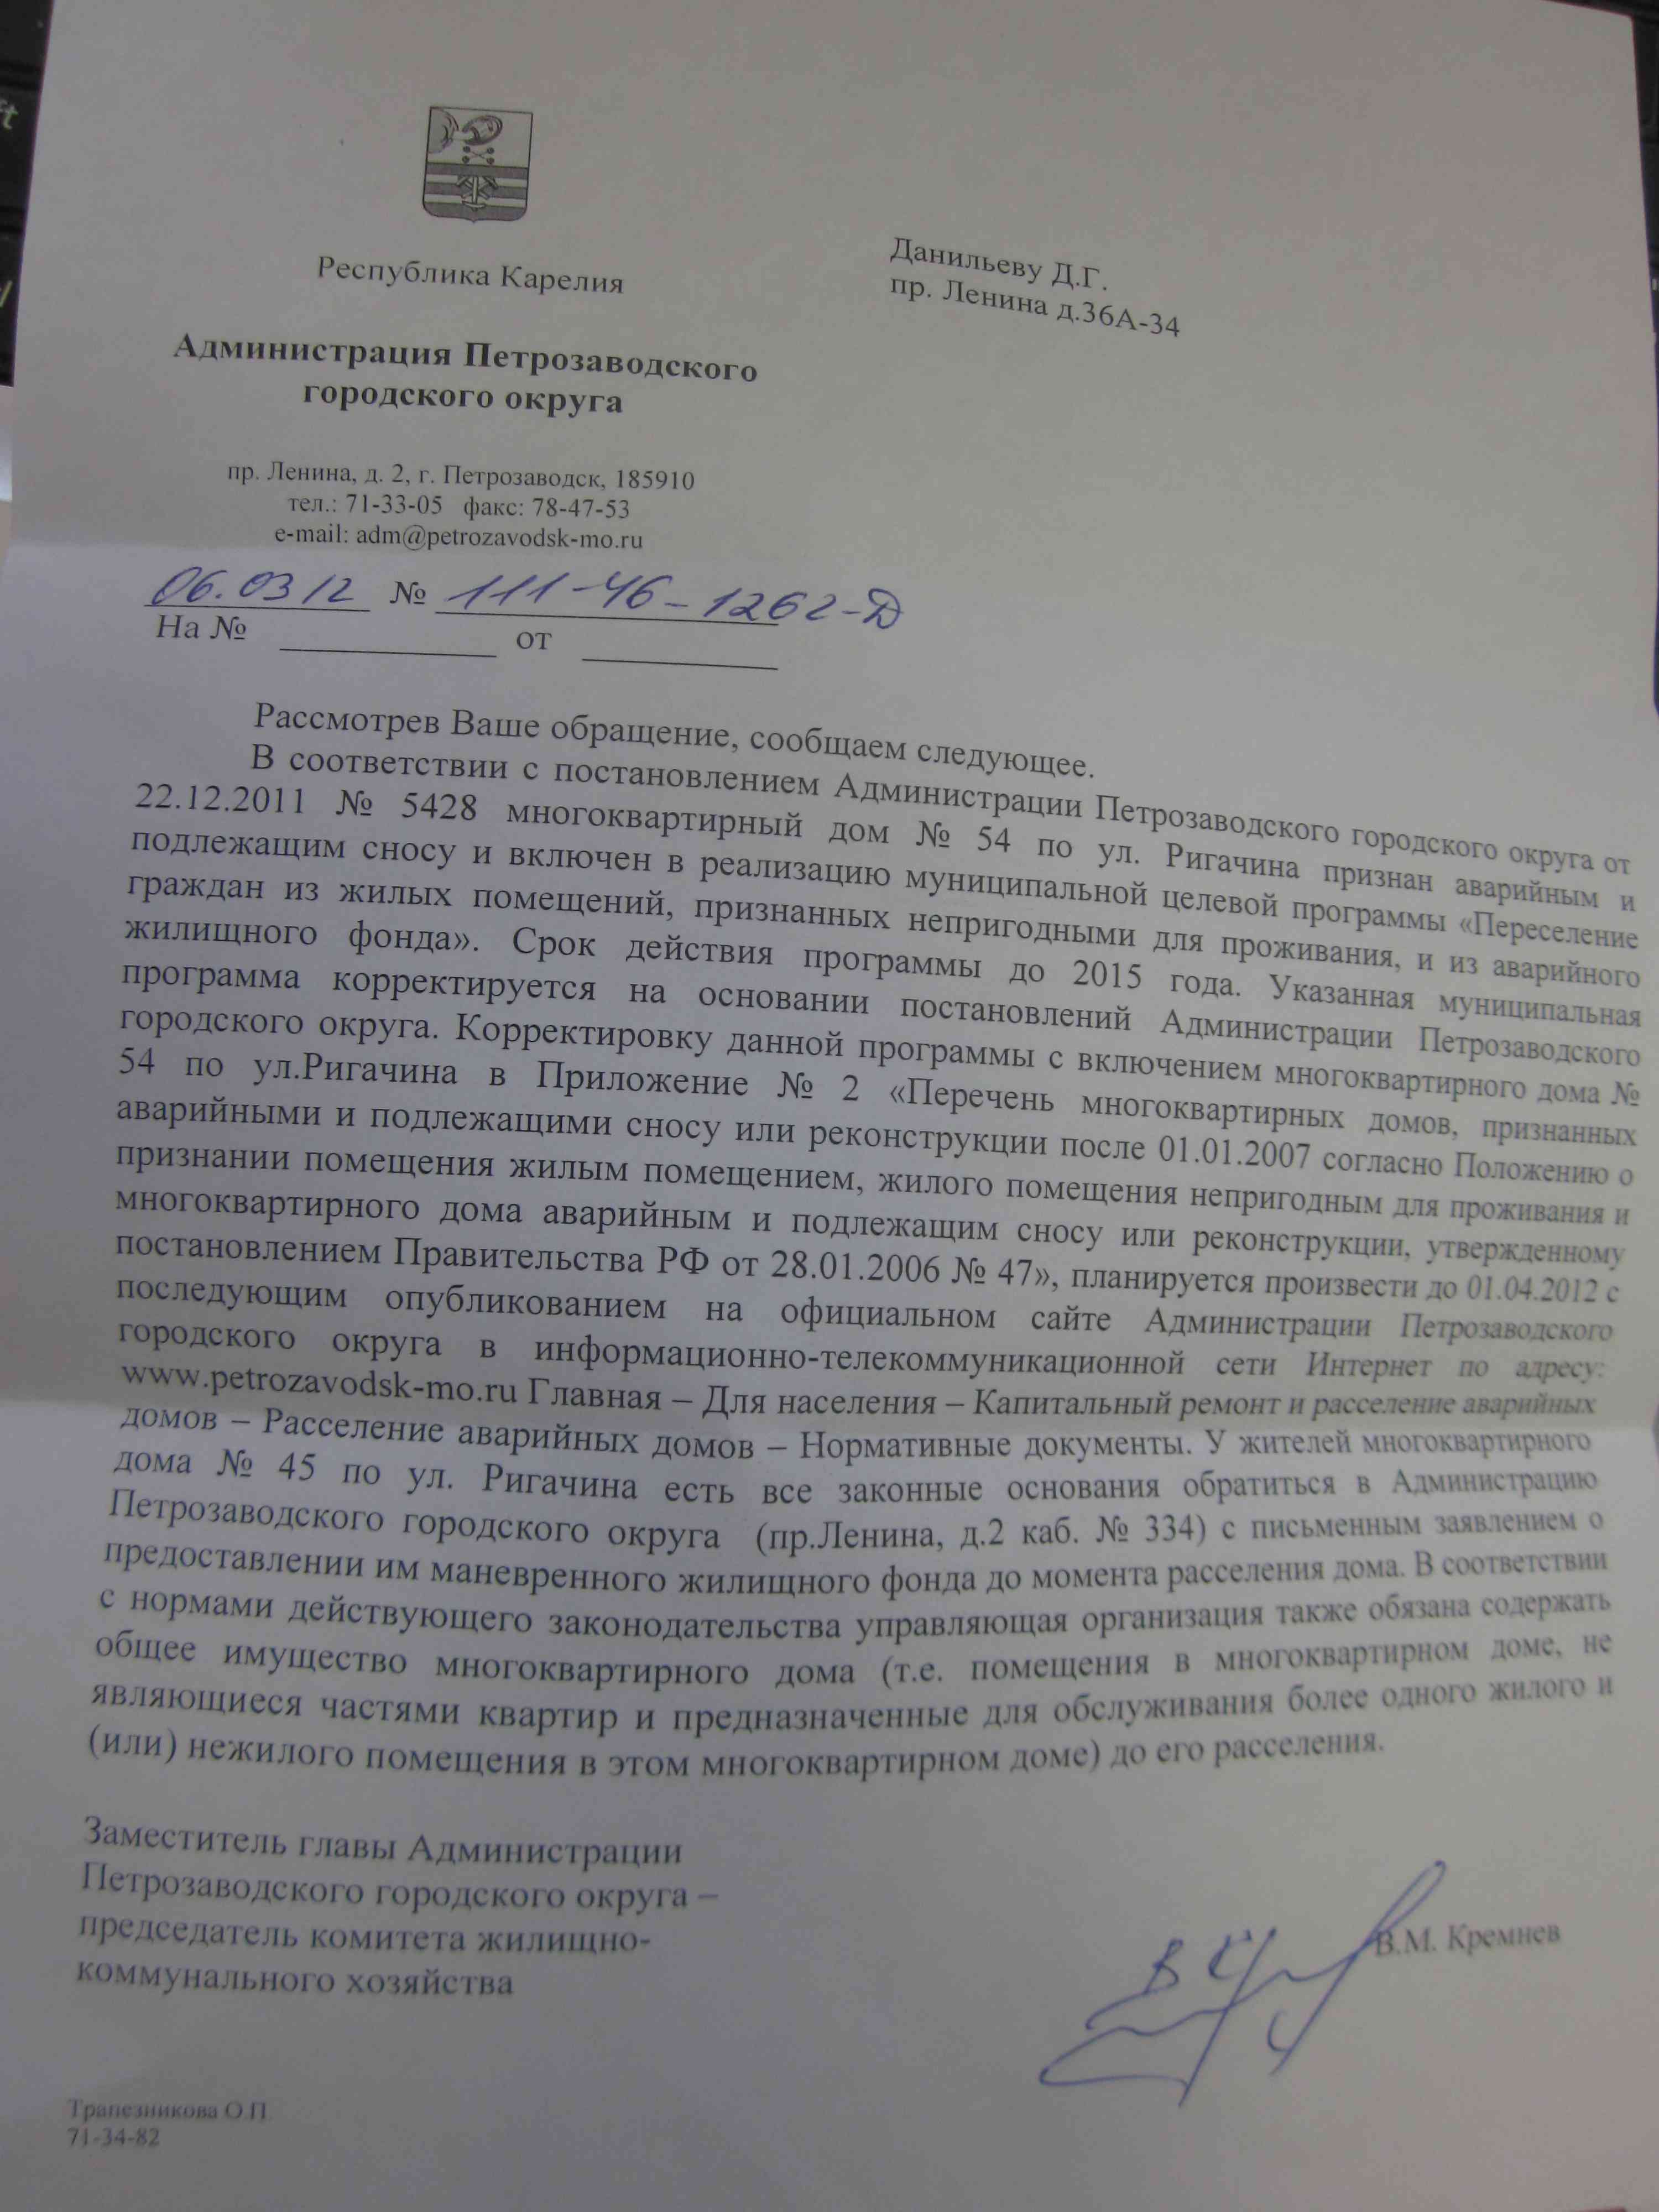 Республика Карелия
Администрация Петрозаводского
городского округа
пр. Ленина, д. 2, г. Петрозаводск, 185910
тел.: 71-33-05 факс: 78-47-53
e-mail: adm@petrozavodsk-mo.ru
06.03 12 № 111-46-1262-Д
На № от
Данильеву Д.Г.
пр. Ленина д.36А-34
Рассмотрев Ваше обращение, сообщаем следующее.
В соответствии с постановлением Администрации Петрозаводского городского округа от
22.12.2011 № 5428 многоквартирный дом № 54 по ул. Ригачина признан аварийным и
подлежащим сносу и включен в реализацию муниципальной целевой программы «Переселение
граждан из жилых помещений, признанных непригодными для проживания, и из аварийного
жилищного фонда». Срок действия программы до 2015 года. Указанная муниципальная
программа корректируется на основании постановлений Администрации Петрозаводского
городского округа. Корректировку данной программы с включением многоквартирного дома №
54 по ул.Ригачина в Приложение № 2 «Перечень многоквартирных домов, признанных
аварийными и подлежащими сносу или реконструкции после 01.01.2007 согласно Положению о
признании помещения жилым помещением, жилого помещения непригодным для проживания и
многоквартирного дома аварийным и подлежащим сносу или реконструкции, утвержденному
постановлением Правительства РФ от 28.01.2006 № 47», планируется произвести до 01.04.2012 с
последующим опубликованием на официальном сайте Администрации Петрозаводского
городского округа в информационно-телекоммуникационной сети Интернет по адресу:
www.petrozavodsk-mo.ru Главная – Для населения – Капитальный ремонт и расселение аварийных
домов – Расселение аварийных домов – Нормативные документы. У жителей многоквартирного
дома № 45 по ул. Ригачина есть все законные основания обратиться в Администрацию
Петрозаводского городского округа (пр.Ленина, д.2 каб. № 334) с письменным заявлением о
предоставлении им маневренного жилищного фонда до момента расселения дома. В соответствии
с нормами действующего законодательства управляющая организация также обязана содержать
общее имущество многоквартирного дома (т.е. помещения в многоквартирном доме, не
являющиеся частями квартир и предназначенные для обслуживания более одного жилого и
(или) нежилого помещения в этом многоквартирном доме) до его расселения.
Заместитель главы Администрации
Петрозаводского городского округа –
председатель комитета жилищно-
коммунального хозяйства
В.М. Кремнев
Трапезникова О.П.
71-34-82